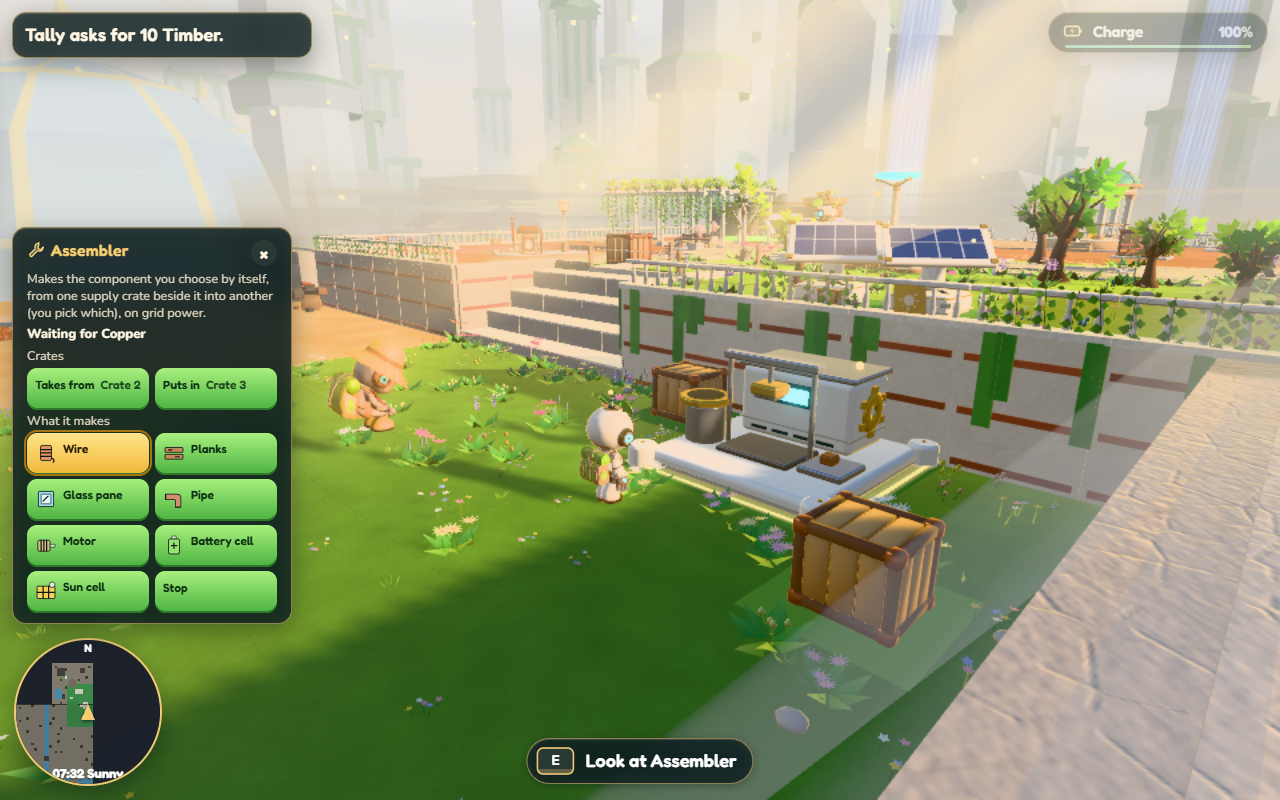 Tally asks for 10 Timber.
Charge 100%
Assembler
Makes the component you choose by itself,
from one supply crate beside it into another
(you pick which), on grid power.
Waiting for Copper
Crates
Takes from Crate 2
Puts in Crate 3
What it makes
Wire
Planks
Glass pane
Pipe
Motor
Battery cell
Sun cell
Stop
N
07:32 Sunny
E Look at Assembler